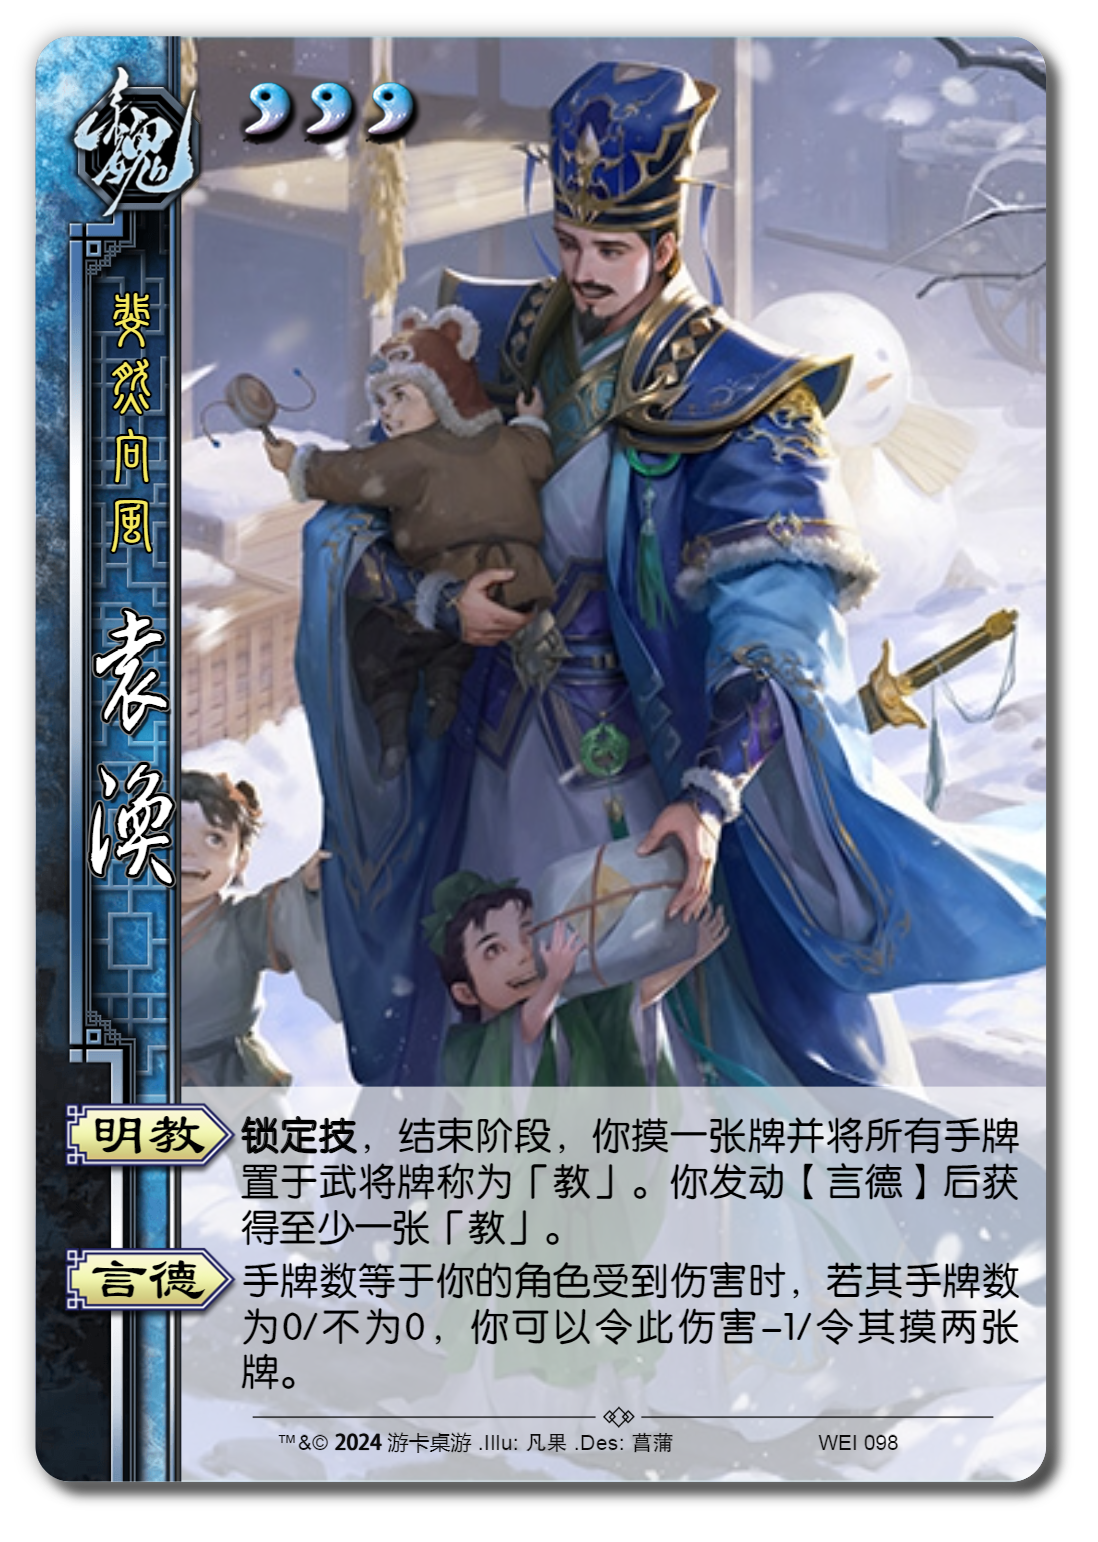 魏
斐然向風
袁渙
明教
锁定技，结束阶段，你摸一张牌并将所有手牌
置于武将牌称为「教」。你发动【言德】后获
得至少一张「教」。
言德
手牌数等于你的角色受到伤害时，若其手牌数
为0/不为0，你可以令此伤害-1/令其摸两张
牌。
™&© 2024 游卡桌游 .Illu: 凡果 .Des: 菖蒲
WEI 098